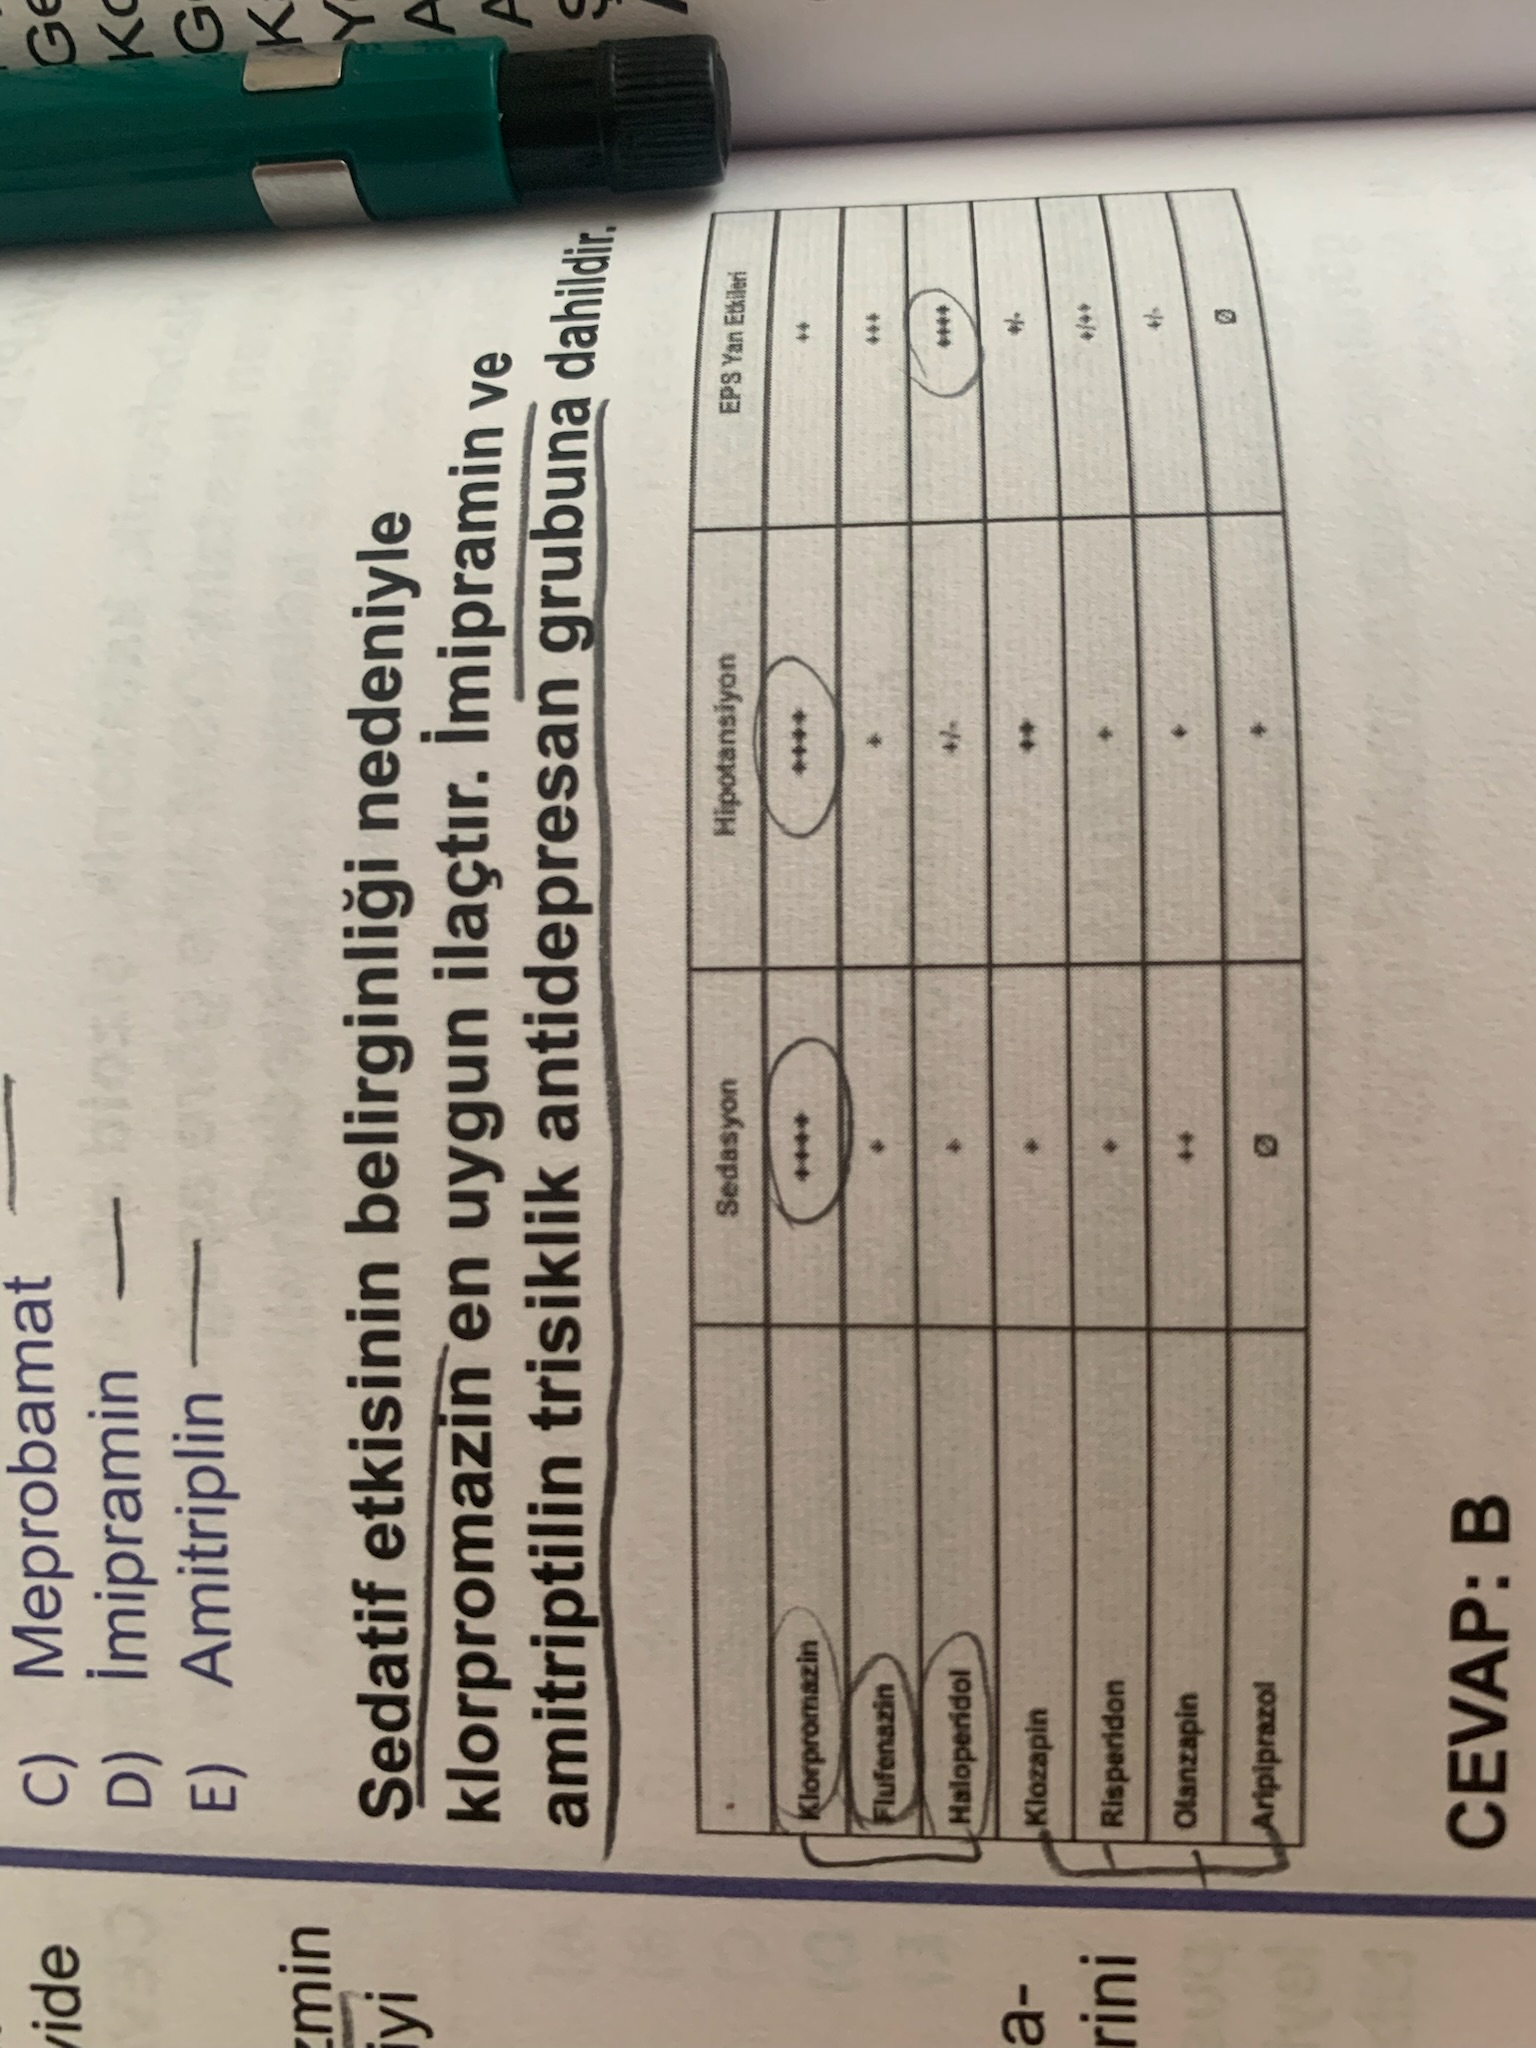 C) Meprobamat
D) İmipramin
E) Amitriplin
Sedatif etkisinin belirginliği nedeniyle
klorpromazin en uygun ilaçtır. İmipramin ve
amitriptilin trisiklik antidepresan grubuna dahildir.
Sedasyon Hipotansiyon EPS Yan Etkileri
Klorpromazin ++++ ++++ ++
Flufenazin + + +++
Haloperidol + +/- ++++
Klozapin + ++ +/-
Risperidon + + +/++
Olanzapin ++ + +/-
Aripiprazol Ø + Ø
CEVAP: B
vide
zmin
iyi
a-
rini